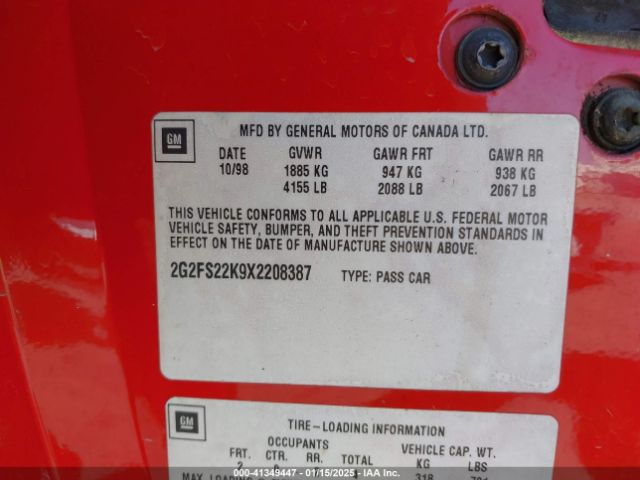 GM
MFD BY GENERAL MOTORS OF CANADA LTD.
DATE GVWR GAWR FRT GAWR RR
10/98 1885 KG 947 KG 938 KG
4155 LB 2088 LB 2067 LB
THIS VEHICLE CONFORMS TO ALL APPLICABLE U.S. FEDERAL MOTOR
VEHICLE SAFETY, BUMPER, AND THEFT PREVENTION STANDARDS IN
EFFECT ON THE DATE OF MANUFACTURE SHOWN ABOVE.
2G2FS22K9X2208387 TYPE: PASS CAR
GM
TIRE-LOADING INFORMATION
OCCUPANTS VEHICLE CAP. WT.
FRT. CTR. RR. TOTAL KG LBS
2 318
MAX. LOADING
000-41349447 - 01/15/2025 - IAA Inc.